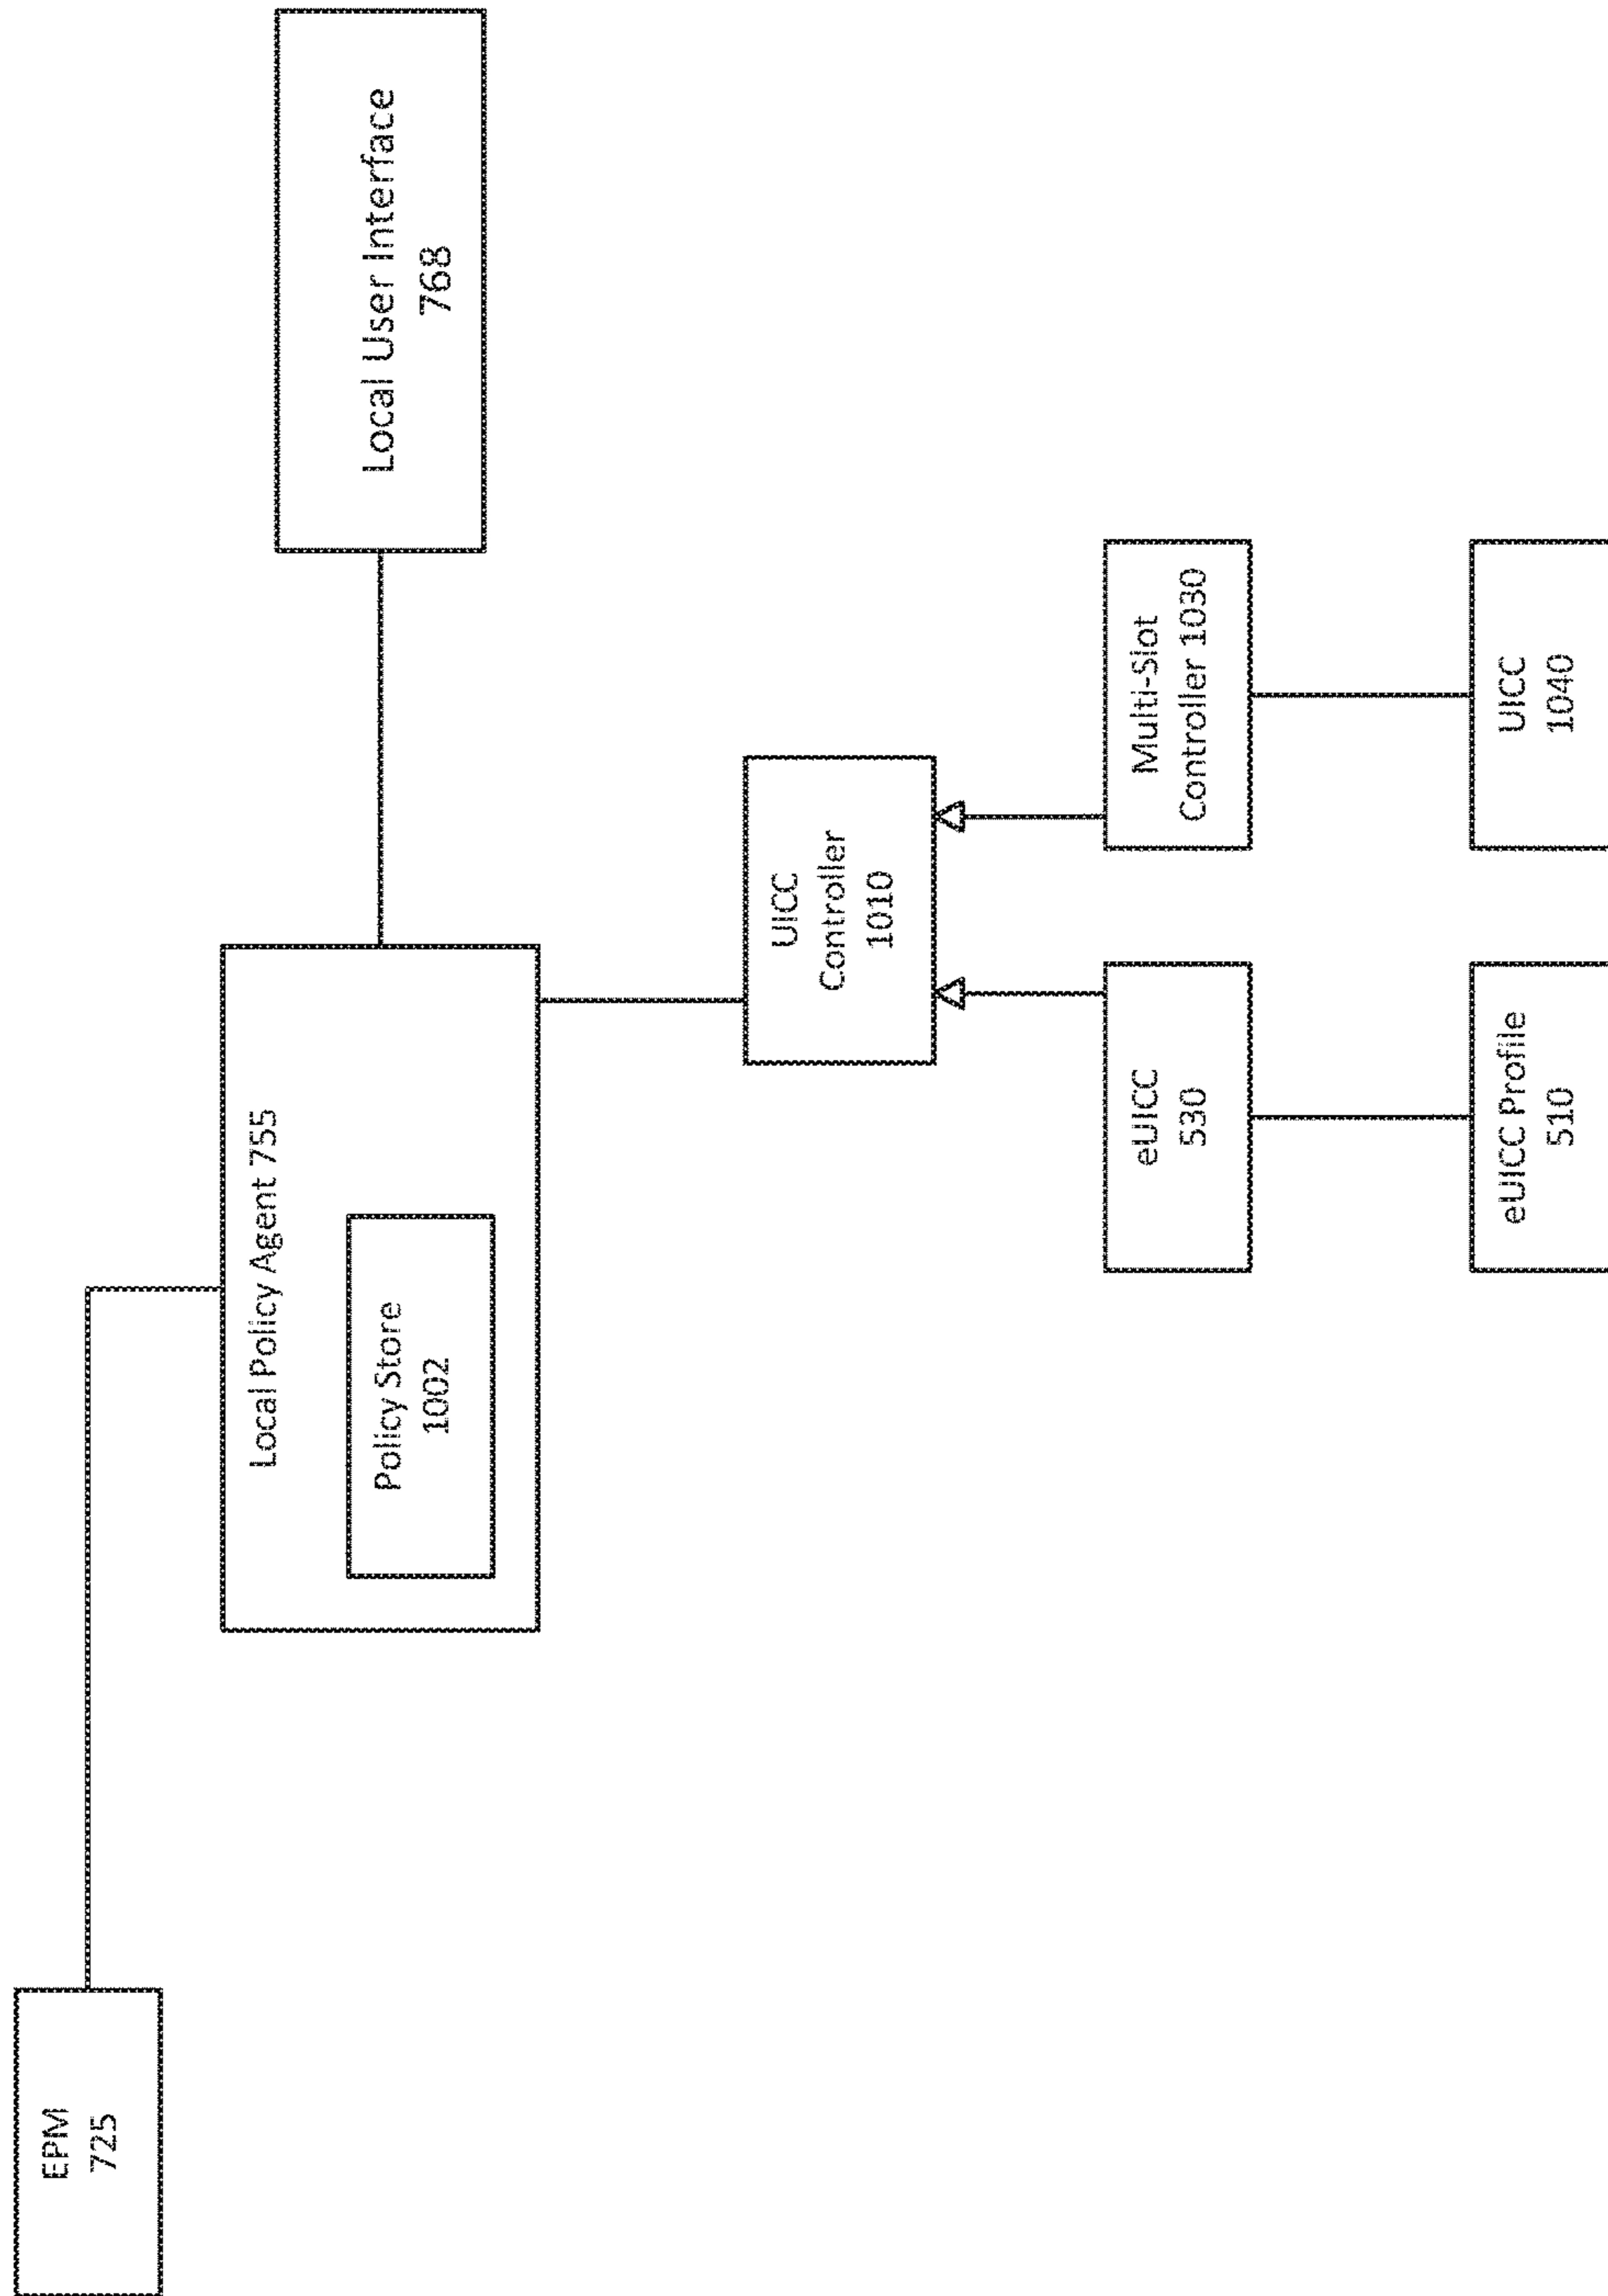 EPM
725
Local Policy Agent 755
Policy Store
1002
Local User Interface
768
UICC
Controller
1010
eUICC
530
Multi-Slot
Controller 1030
eUICC Profile
510
UICC
1040